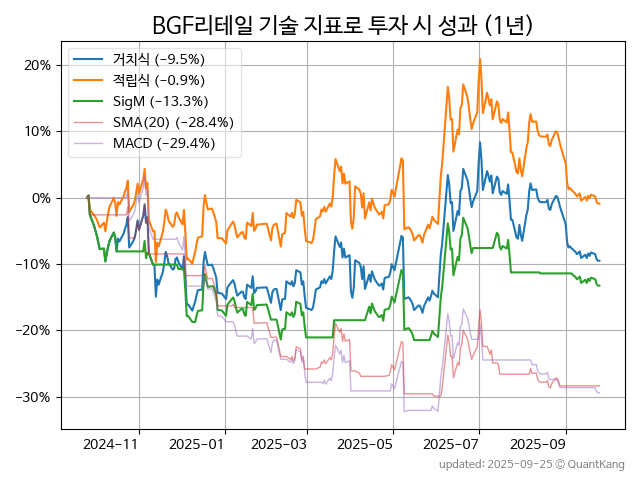 BGF리테일 기술 지표로 투자 시 성과 (1년)
거치식 (−9.5%)
적립식 (−0.9%)
SigM (−13.3%)
SMA(20) (−28.4%)
MACD (−29.4%)
20%
10%
0%
−10%
−20%
−30%
2024-11 2025-01 2025-03 2025-05 2025-07 2025-09
updated: 2025-09-25 ⓒ QuantKang